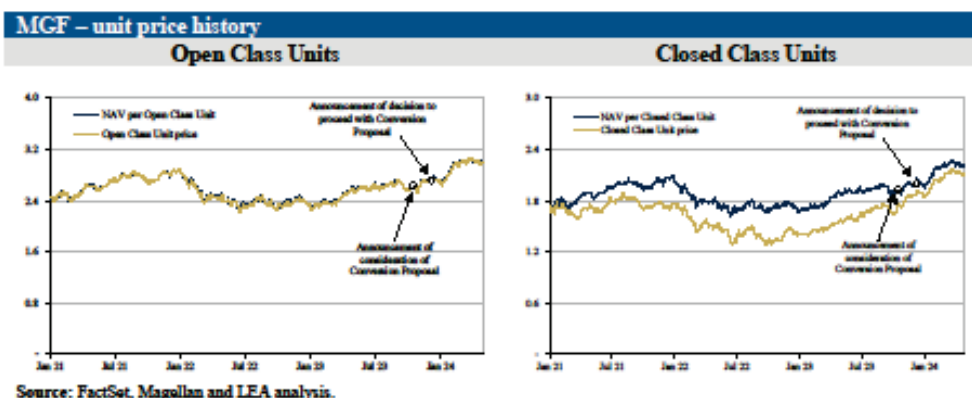 MGF – unit price history
Open Class Units
Closed Class Units
4.0
3.2
2.4
1.6
0.8
-
NAV per Open Class Unit
Open Class Unit price
Announcement of decision to
proceed with Conversion
Proposal
Announcement of
consideration of
Conversion Proposal
Jan 21
Jul 21
Jan 22
Jul 22
Jan 23
Jul 23
Jan 24
3.0
2.4
1.8
1.2
0.6
-
NAV per Closed Class Unit
Closed Class Unit price
Announcement of decision to
proceed with Conversion
Proposal
Announcement of
consideration of
Conversion Proposal
Jan 21
Jul 21
Jan 22
Jul 22
Jan 23
Jul 23
Jan 24
Source: FactSet, Magellan and LEA analysis.